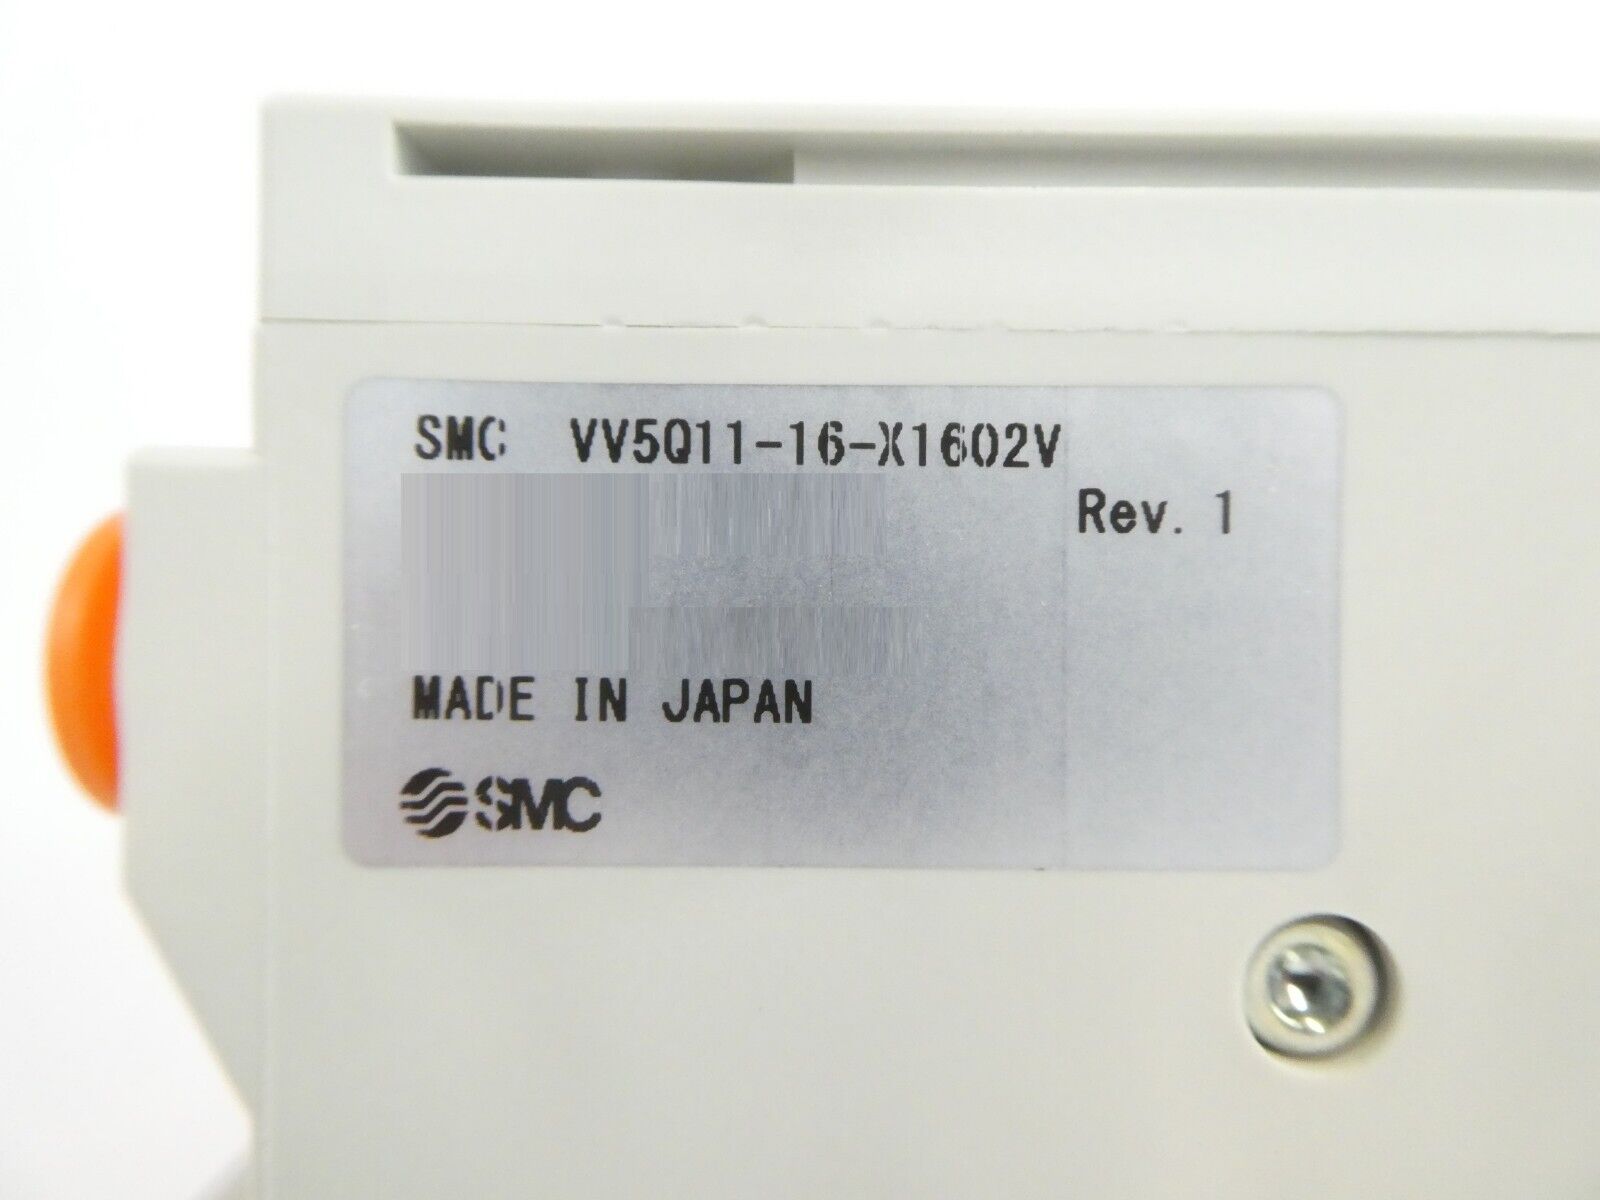 SMC VV5Q11-16-X1602V
Rev. 1
MADE IN JAPAN
SMC